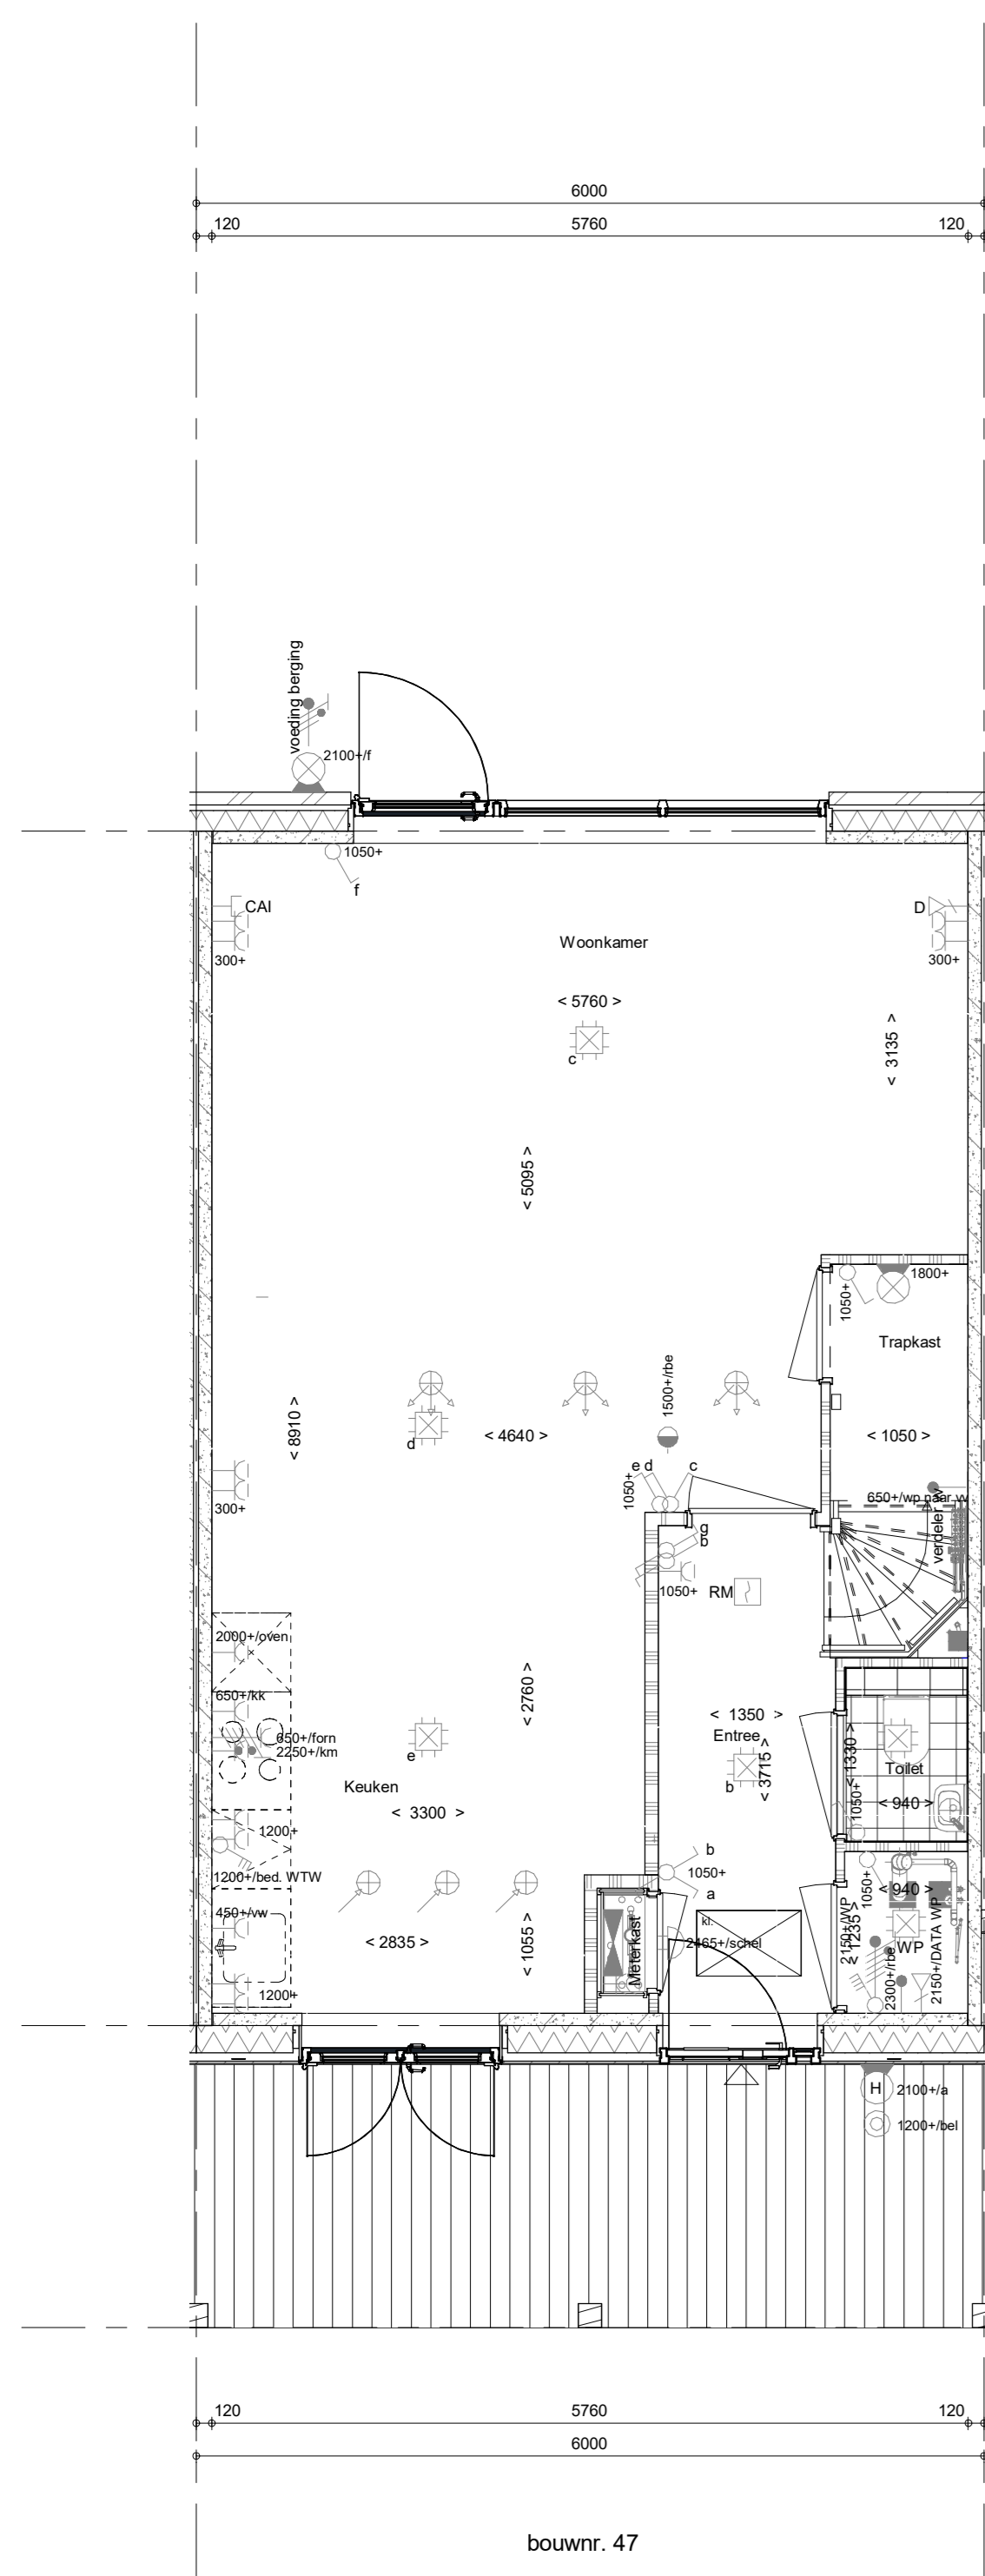 6000
120
5760
120
voeding berging
2100+/f
1050+
f
CAI
300+
D
300+
Woonkamer
< 5760 >
c
< 3135 >
< 5095 >
1050+
1800+
Trapkast
1500+/rbe
< 8910 >
d
< 4640 >
< 1050 >
e d
c
1050+
300+
650+/wp naar vv
verdeler w
g
b
1050+
RM
2000+/oven
650+/kk
650+/forn
2250+/km
< 2760 >
< 1350 >
Entree
e
b
< 3715 >
< 1330 >
Toilet
Keuken
< 3300 >
1050+
< 940 >
1200+
1200+/bed. WTW
b
1050+
a
1050+
< 940 >
450+/vw
< 2835 >
< 1055 >
Meterkast
kl.
2465+/schel
2150+/WP
< 1235 >
WP
2300+/rbe
2150+/DATA WP
1200+
H
2100+/a
1200+/bel
120
5760
120
6000
bouwnr. 47